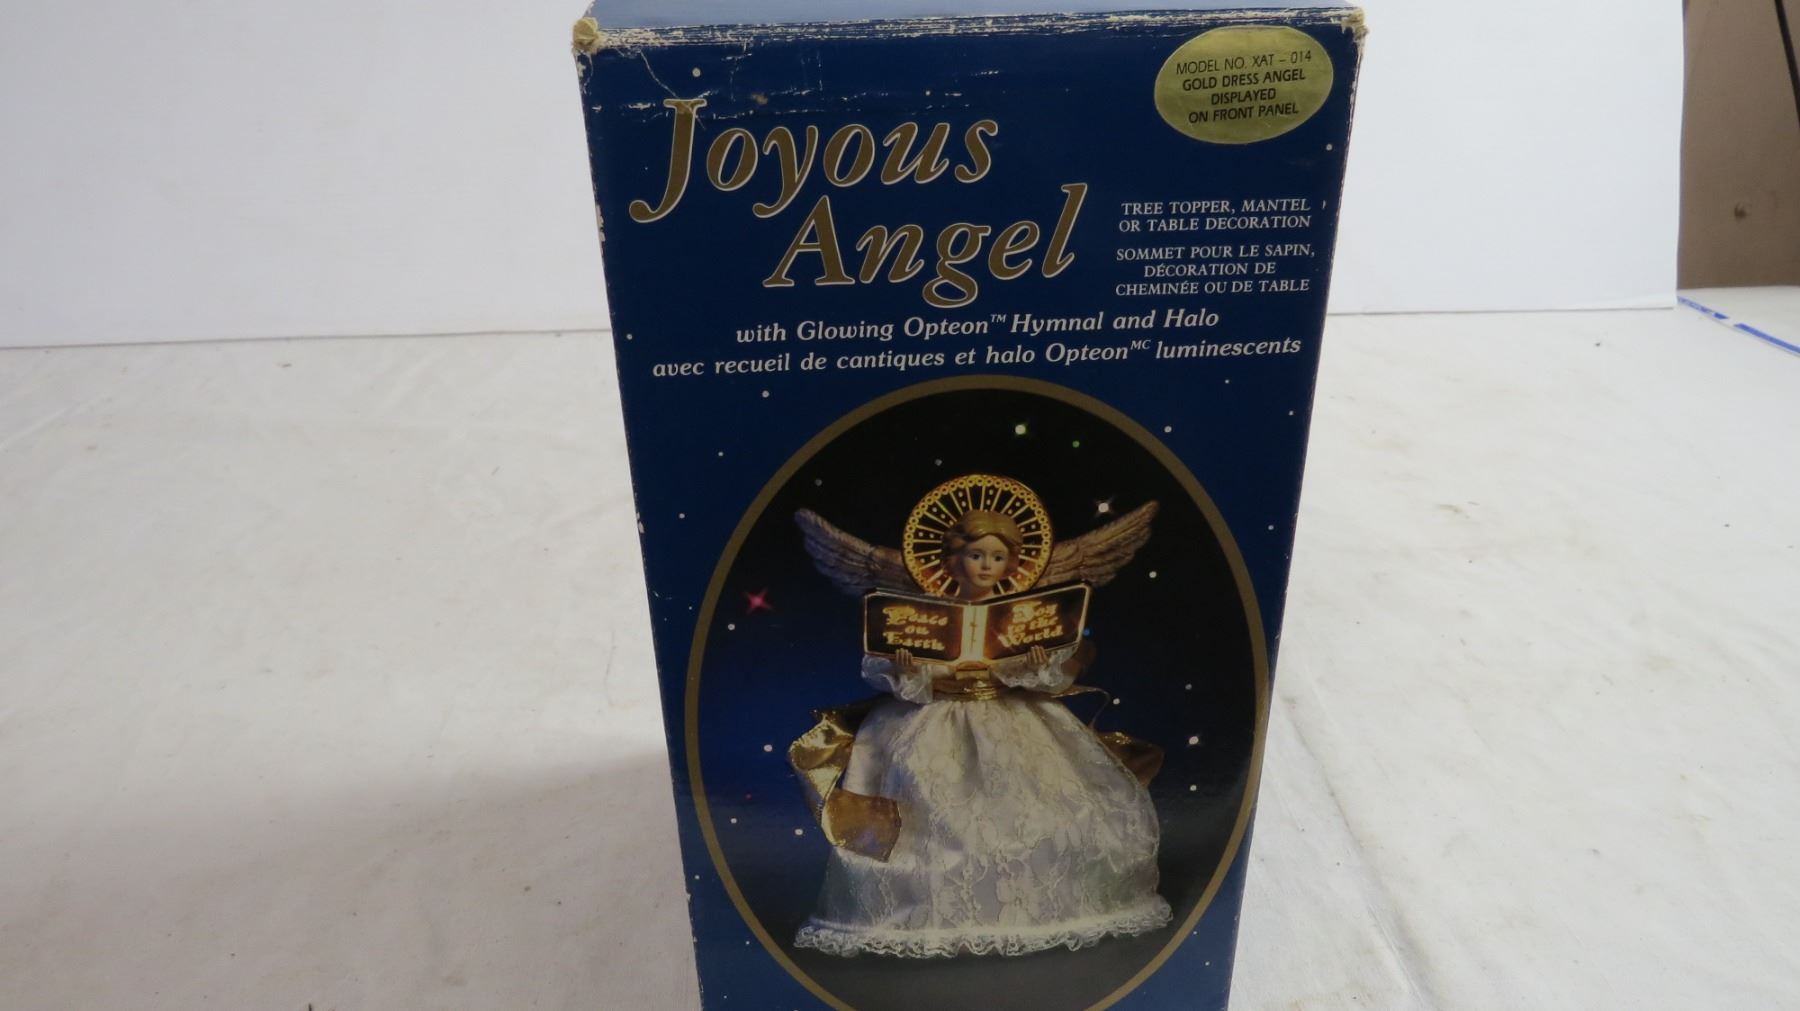 MODEL NO. XAT – 014
GOLD DRESS ANGEL
DISPLAYED
ON FRONT PANEL
Joyous
Angel
TREE TOPPER, MANTEL
OR TABLE DECORATION
SOMMET POUR LE SAPIN,
DÉCORATION DE
CHEMINÉE OU DE TABLE
with Glowing Opteon™ Hymnal and Halo
avec recueil de cantiques et halo Opteon MC luminescents
Peace
on
Earth
Joy
to the
World